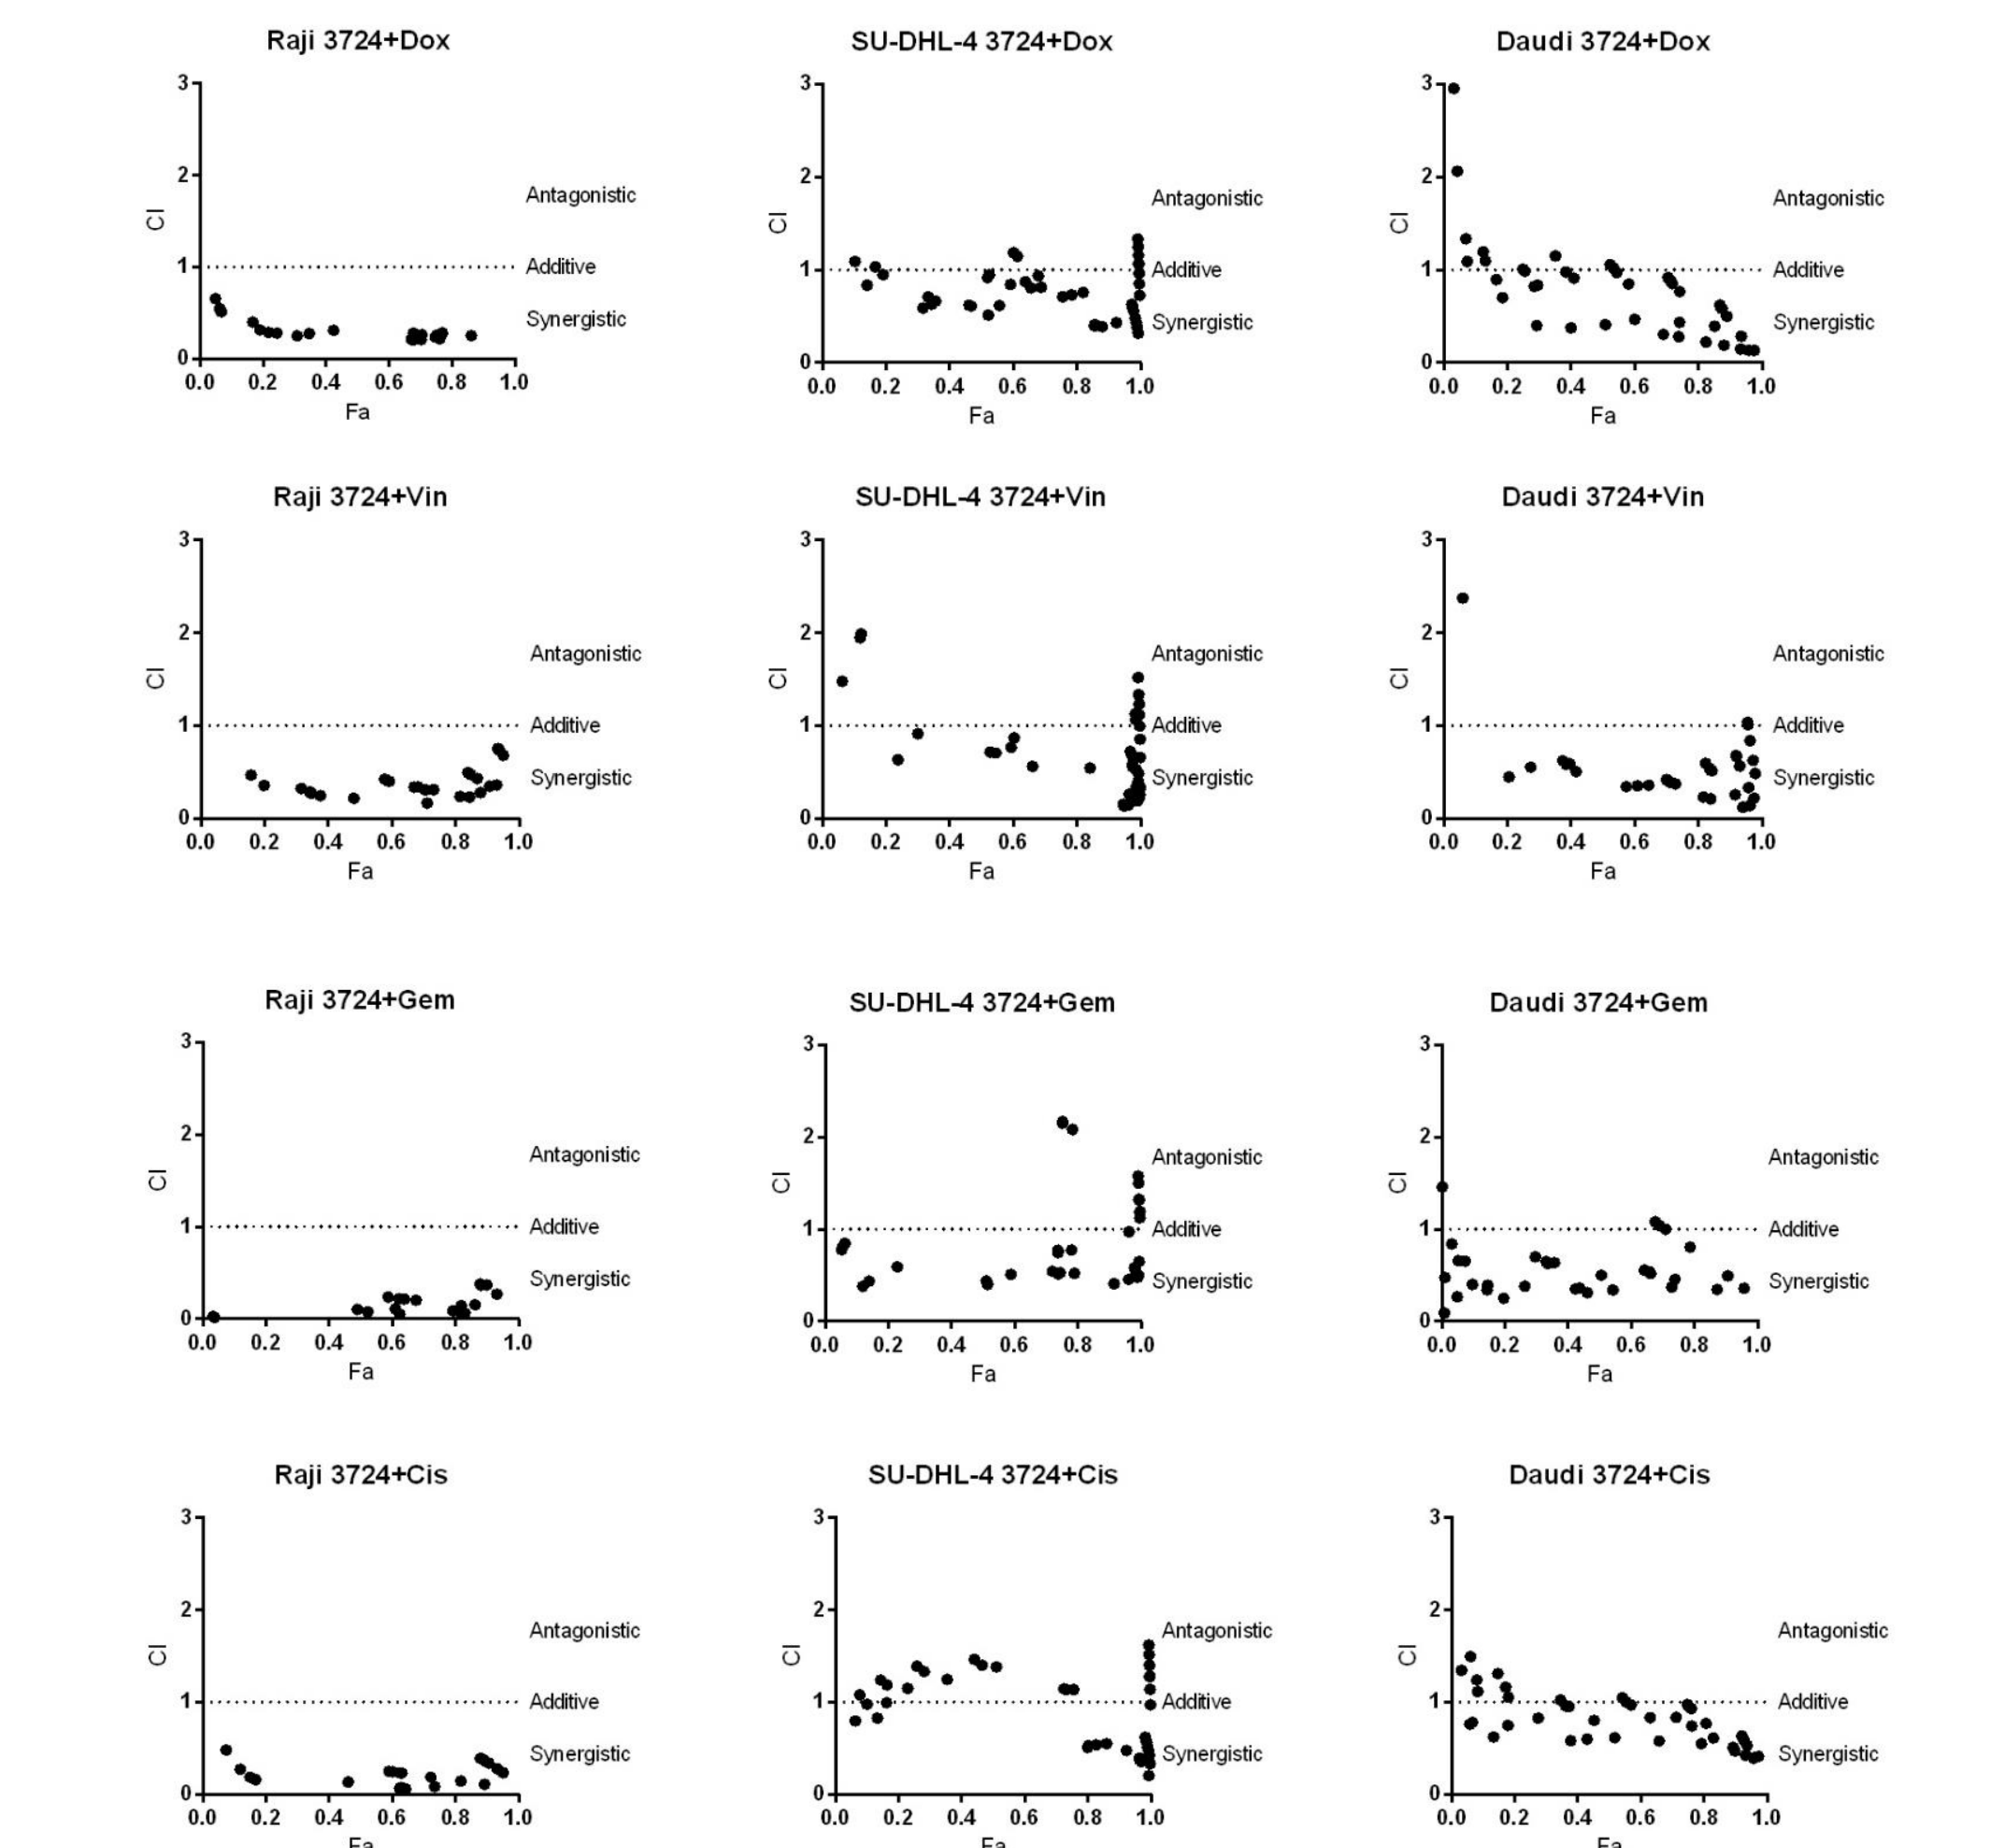 Raji 3724+Dox
SU-DHL-4 3724+Dox
Daudi 3724+Dox
3
2
1
0
CI
Antagonistic
Additive
Synergistic
0.0 0.2 0.4 0.6 0.8 1.0
Fa
3
2
1
0
CI
Antagonistic
Additive
Synergistic
0.0 0.2 0.4 0.6 0.8 1.0
Fa
3
2
1
0
CI
Antagonistic
Additive
Synergistic
0.0 0.2 0.4 0.6 0.8 1.0
Fa
Raji 3724+Vin
SU-DHL-4 3724+Vin
Daudi 3724+Vin
3
2
1
0
CI
Antagonistic
Additive
Synergistic
0.0 0.2 0.4 0.6 0.8 1.0
Fa
3
2
1
0
CI
Antagonistic
Additive
Synergistic
0.0 0.2 0.4 0.6 0.8 1.0
Fa
3
2
1
0
CI
Antagonistic
Additive
Synergistic
0.0 0.2 0.4 0.6 0.8 1.0
Fa
Raji 3724+Gem
SU-DHL-4 3724+Gem
Daudi 3724+Gem
3
2
1
0
CI
Antagonistic
Additive
Synergistic
0.0 0.2 0.4 0.6 0.8 1.0
Fa
3
2
1
0
CI
Antagonistic
Additive
Synergistic
0.0 0.2 0.4 0.6 0.8 1.0
Fa
3
2
1
0
CI
Antagonistic
Additive
Synergistic
0.0 0.2 0.4 0.6 0.8 1.0
Fa
Raji 3724+Cis
SU-DHL-4 3724+Cis
Daudi 3724+Cis
3
2
1
0
CI
Antagonistic
Additive
Synergistic
0.0 0.2 0.4 0.6 0.8 1.0
Fa
3
2
1
0
CI
Antagonistic
Additive
Synergistic
0.0 0.2 0.4 0.6 0.8 1.0
Fa
3
2
1
0
CI
Antagonistic
Additive
Synergistic
0.0 0.2 0.4 0.6 0.8 1.0
Fa